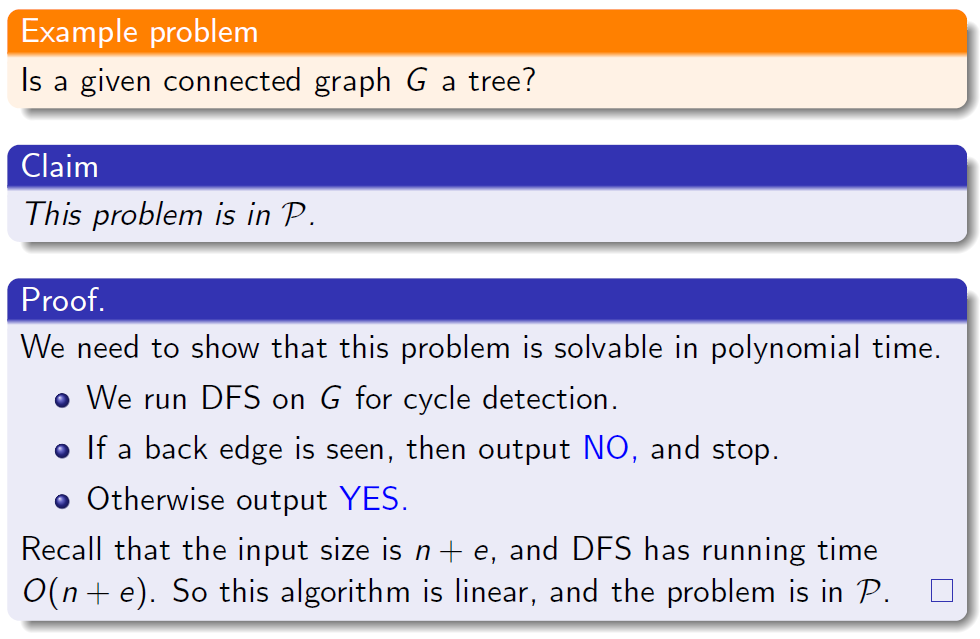 Example problem
Is a given connected graph G a tree?
Claim
This problem is in 𝒫.
Proof.
We need to show that this problem is solvable in polynomial time.
We run DFS on G for cycle detection.
If a back edge is seen, then output NO, and stop.
Otherwise output YES.
Recall that the input size is n + e, and DFS has running time
O(n + e). So this algorithm is linear, and the problem is in 𝒫. □